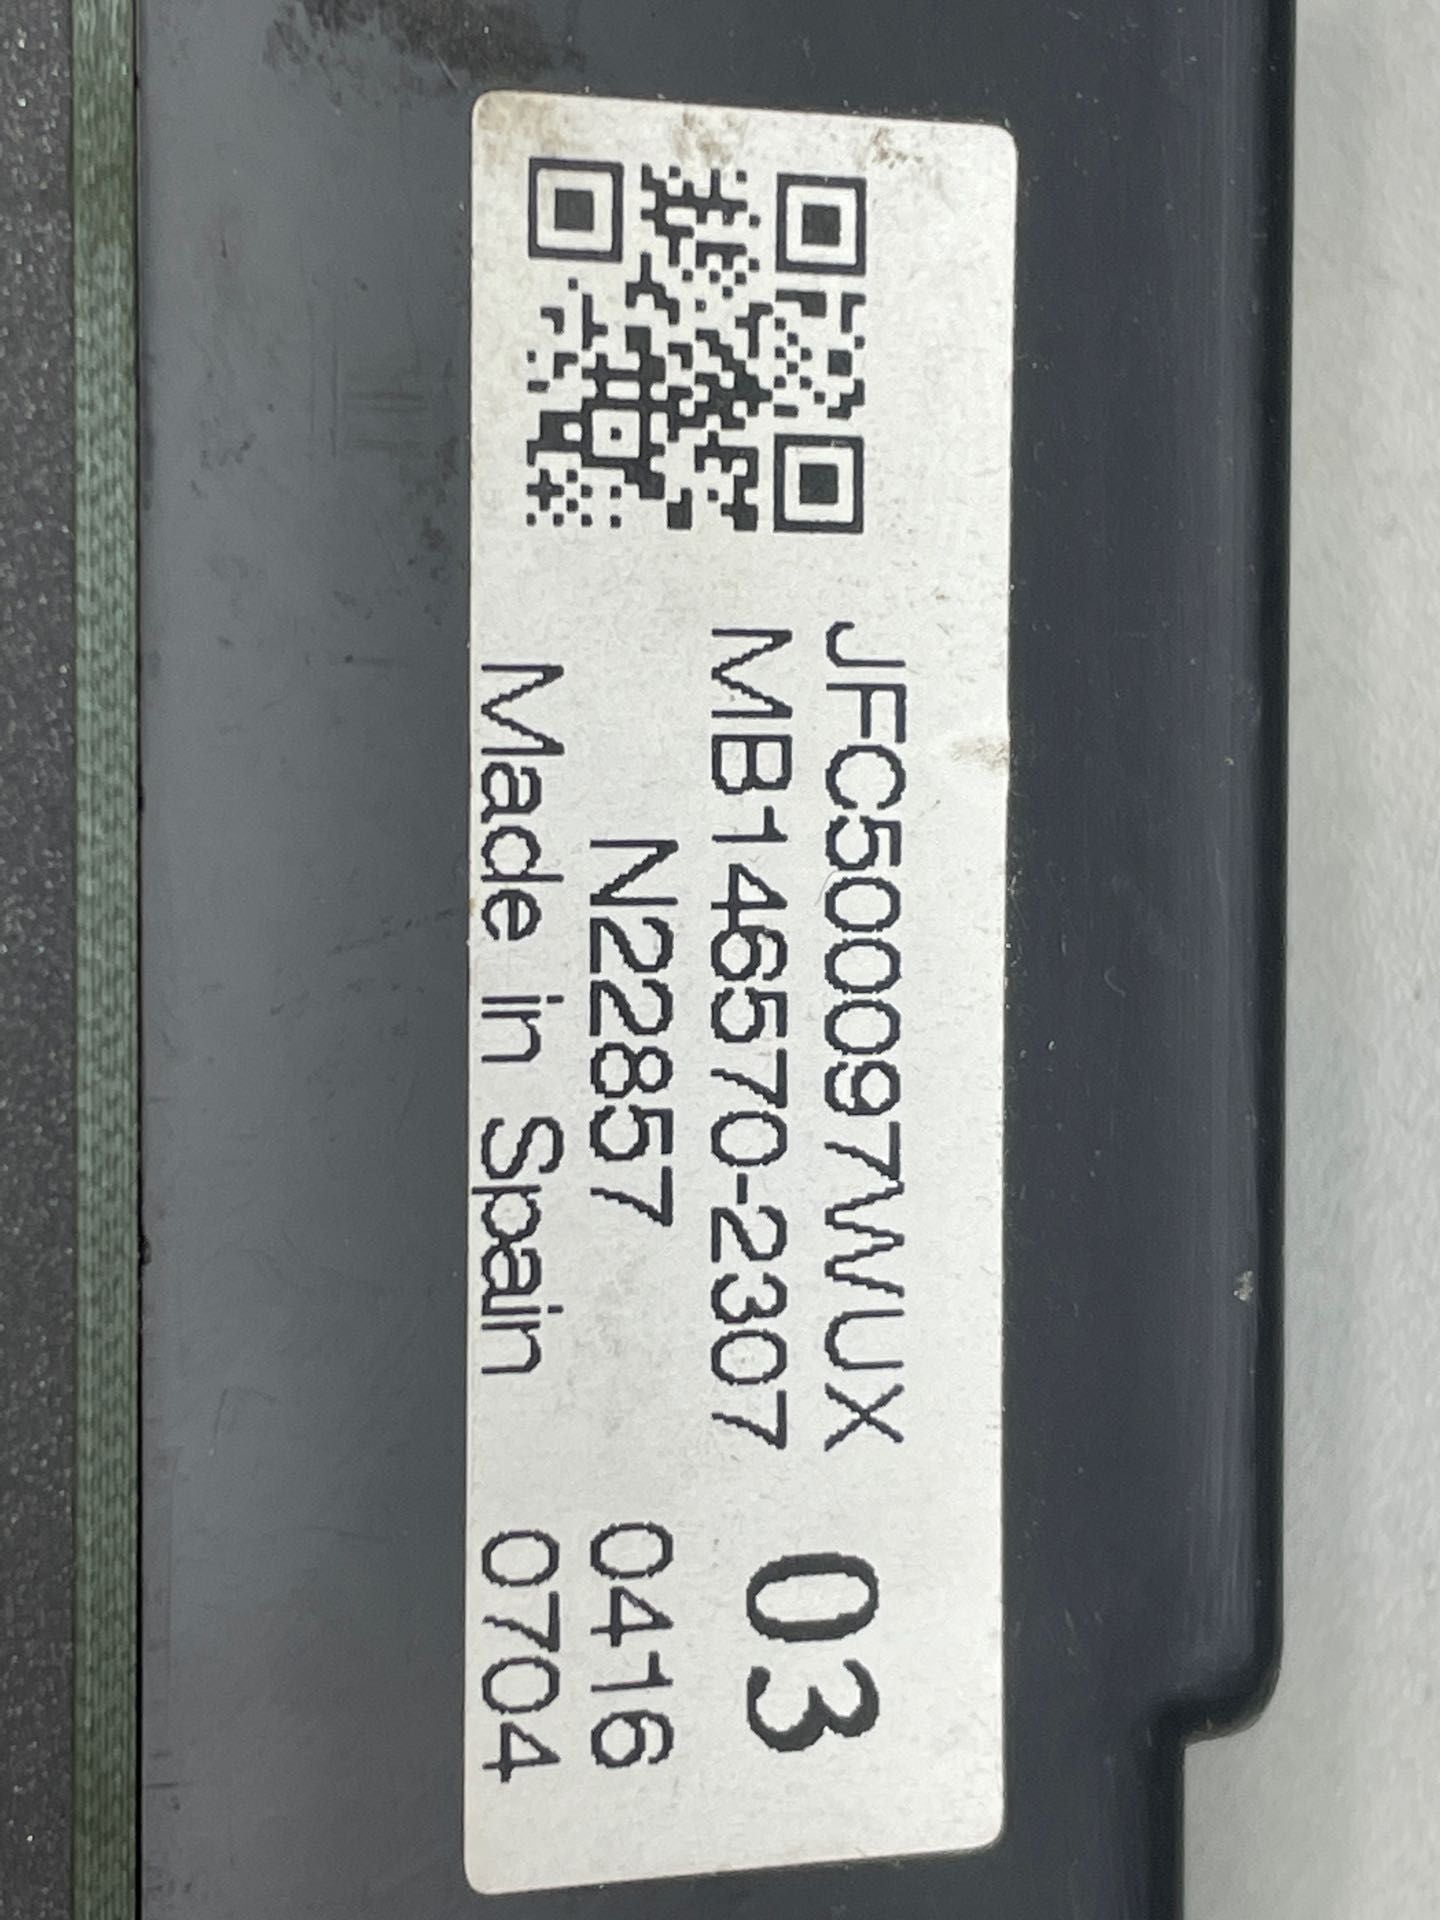 JFC500097WUX
MB146570-2307 03
N22857 0416
Made in Spain 0704